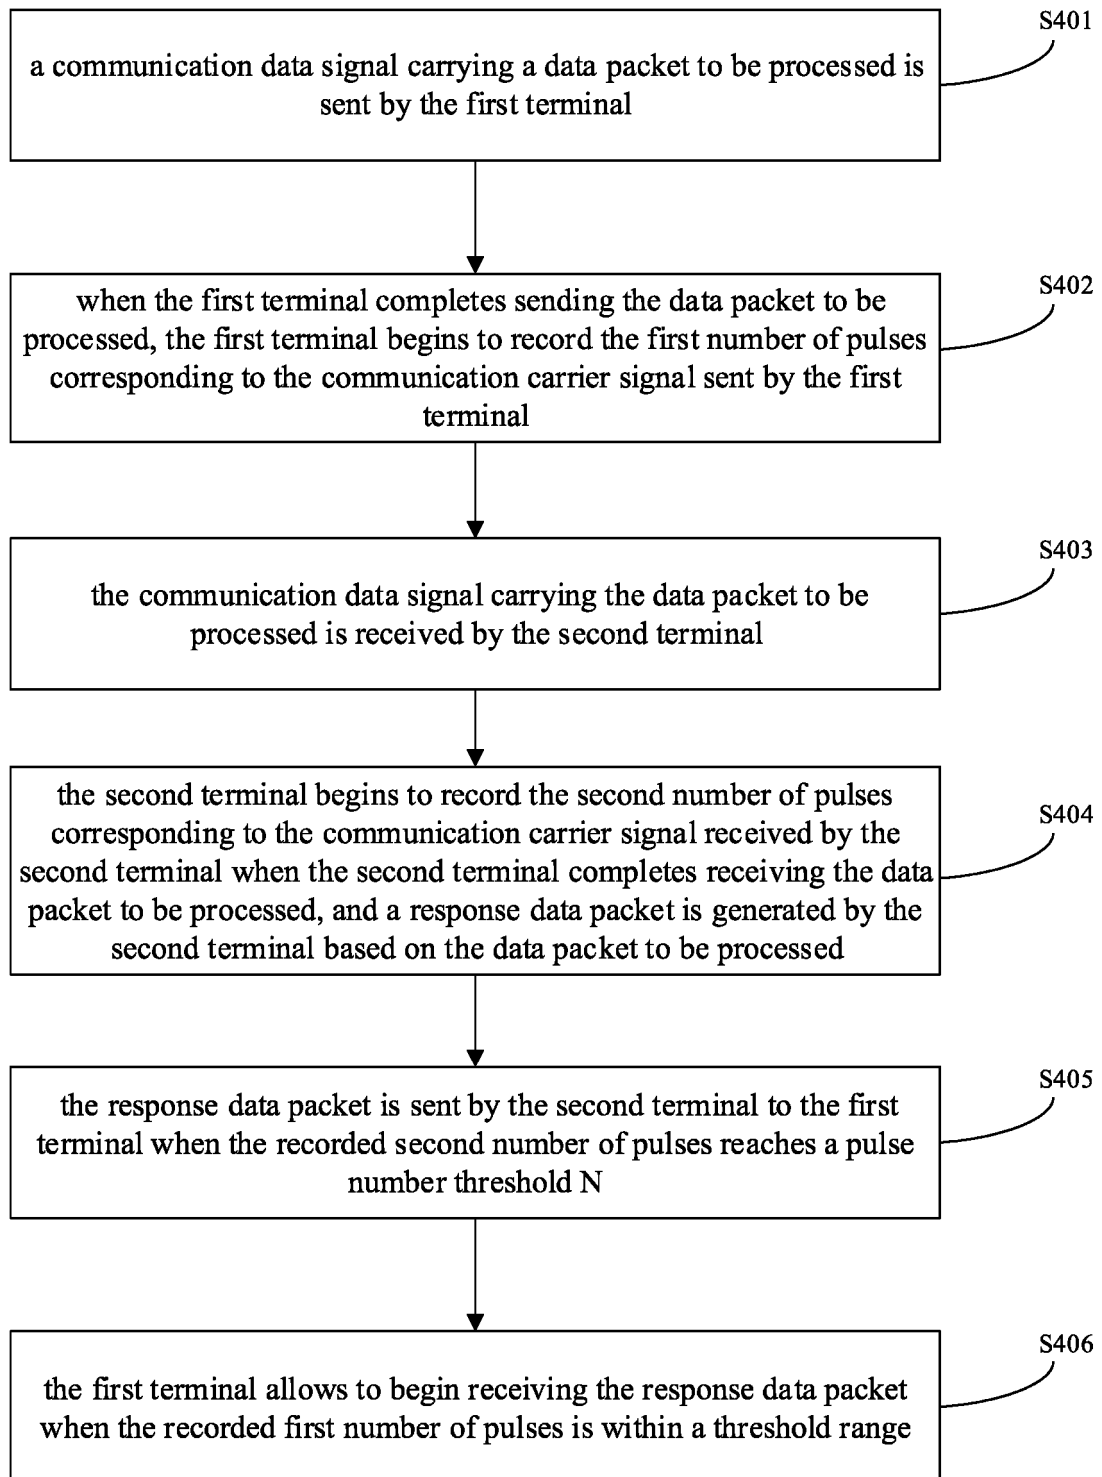 S401
a communication data signal carrying a data packet to be processed is
sent by the first terminal
S402
when the first terminal completes sending the data packet to be
processed, the first terminal begins to record the first number of pulses
corresponding to the communication carrier signal sent by the first
terminal
S403
the communication data signal carrying the data packet to be
processed is received by the second terminal
S404
the second terminal begins to record the second number of pulses
corresponding to the communication carrier signal received by the
second terminal when the second terminal completes receiving the data
packet to be processed, and a response data packet is generated by the
second terminal based on the data packet to be processed
S405
the response data packet is sent by the second terminal to the first
terminal when the recorded second number of pulses reaches a pulse
number threshold N
S406
the first terminal allows to begin receiving the response data packet
when the recorded first number of pulses is within a threshold range